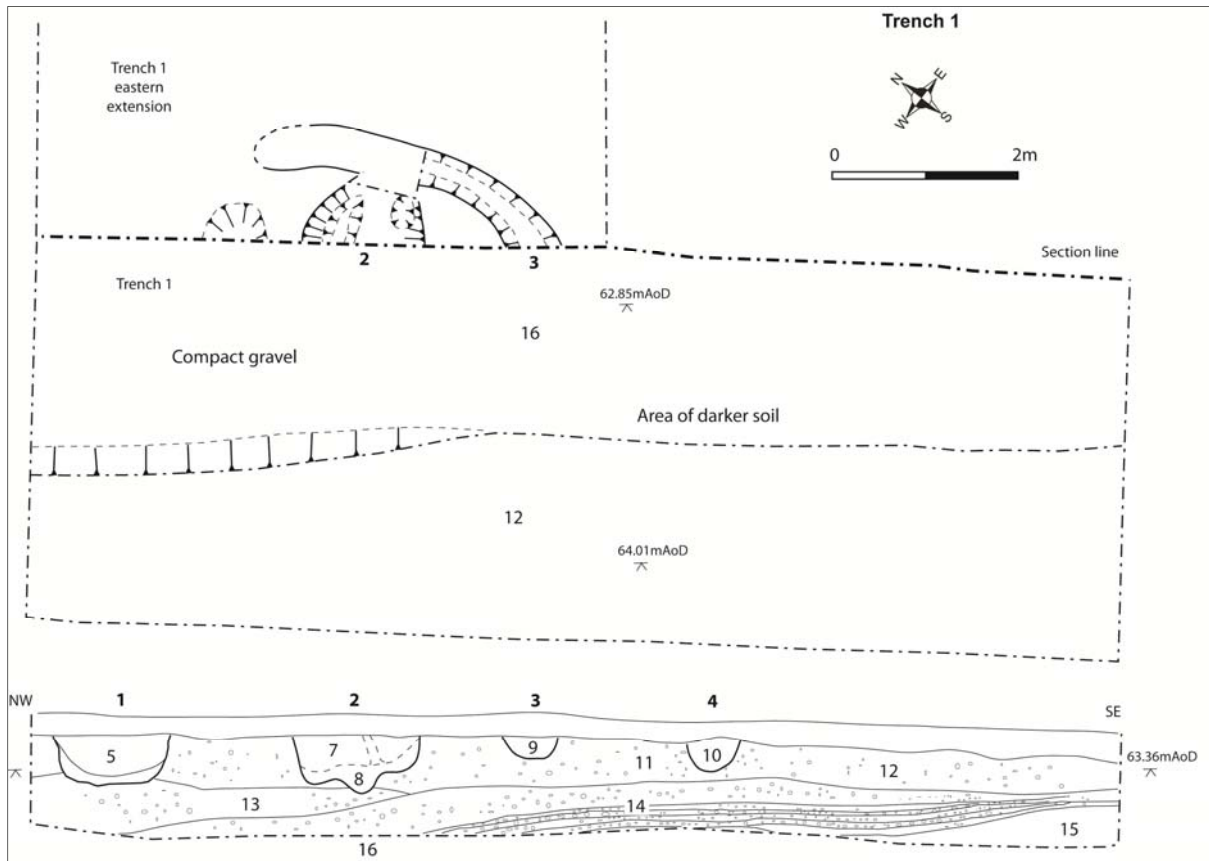 Trench 1
Trench 1
eastern
extension
N
E
W
S
0
2m
2
3
Section line
Trench 1
62.85mAoD
16
Compact gravel
Area of darker soil
12
64.01mAoD
NW
1
2
3
4
SE
5
7
9
10
11
12
63.36mAoD
8
13
14
15
16